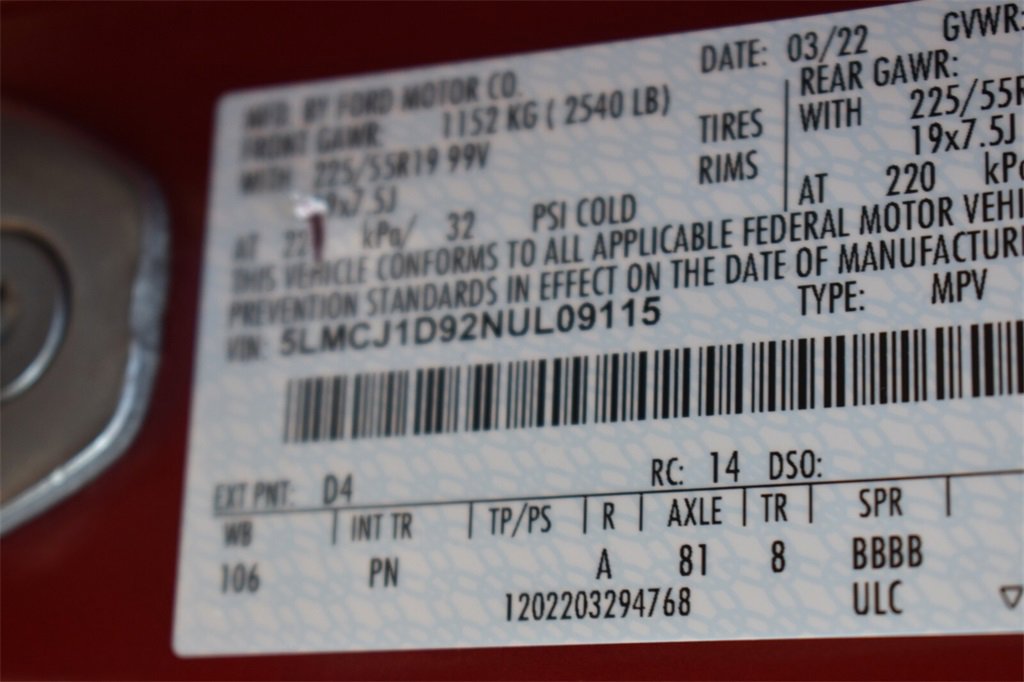 MFD. BY FORD MOTOR CO.
DATE: 03/22
GVWR:
FRONT GAWR: 1152 KG ( 2540 LB)
REAR GAWR:
WITH 225/55R19 99V
TIRES
WITH 225/55R
19x7.5J
RIMS
19x7.5J
AT kPa/ 32 PSI COLD
AT 220 kPa
THIS VEHICLE CONFORMS TO ALL APPLICABLE FEDERAL MOTOR VEHI
PREVENTION STANDARDS IN EFFECT ON THE DATE OF MANUFACTUR
VIN: 5LMCJ1D92NUL09115
TYPE: MPV
EXT PNT: D4
RC: 14 DSO:
WB | INT TR | TP/PS | R | AXLE | TR | SPR |
106 PN A 81 8 BBBB
1202203294768 ULC